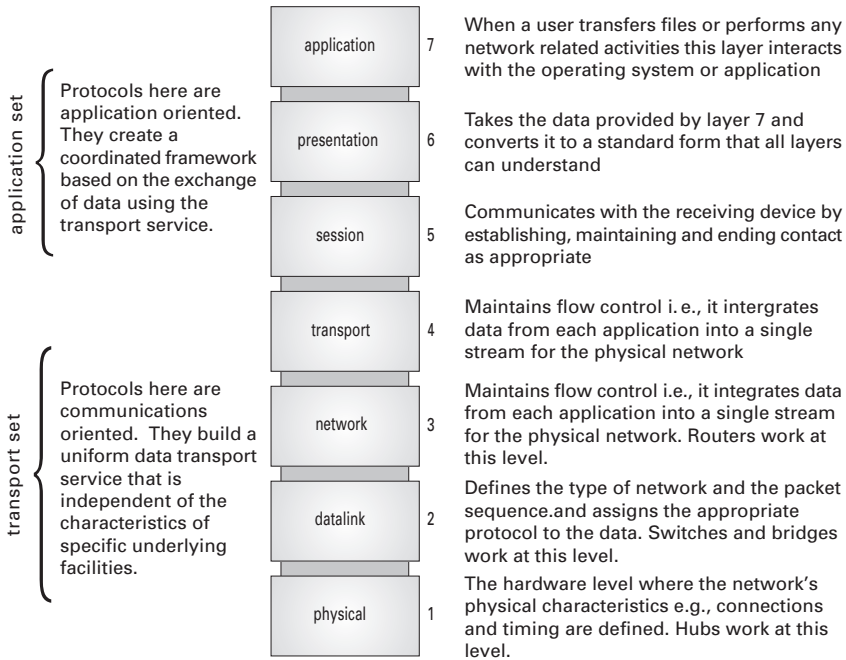 application set
Protocols here are
application oriented.
They create a
coordinated framework
based on the exchange
of data using the
transport service.
transport set
Protocols here are
communications
oriented. They build a
uniform data transport
service that is
independent of the
characteristics of
specific underlying
facilities.
application 7
When a user transfers files or performs any
network related activities this layer interacts
with the operating system or application
presentation 6
Takes the data provided by layer 7 and
converts it to a standard form that all layers
can understand
session 5
Communicates with the receiving device by
establishing, maintaining and ending contact
as appropriate
transport 4
Maintains flow control i. e., it intergrates
data from each application into a single
stream for the physical network
network 3
Maintains flow control i.e., it integrates data
from each application into a single stream
for the physical network. Routers work at
this level.
datalink 2
Defines the type of network and the packet
sequence.and assigns the appropriate
protocol to the data. Switches and bridges
work at this level.
physical 1
The hardware level where the network's
physical characteristics e.g., connections
and timing are defined. Hubs work at this
level.